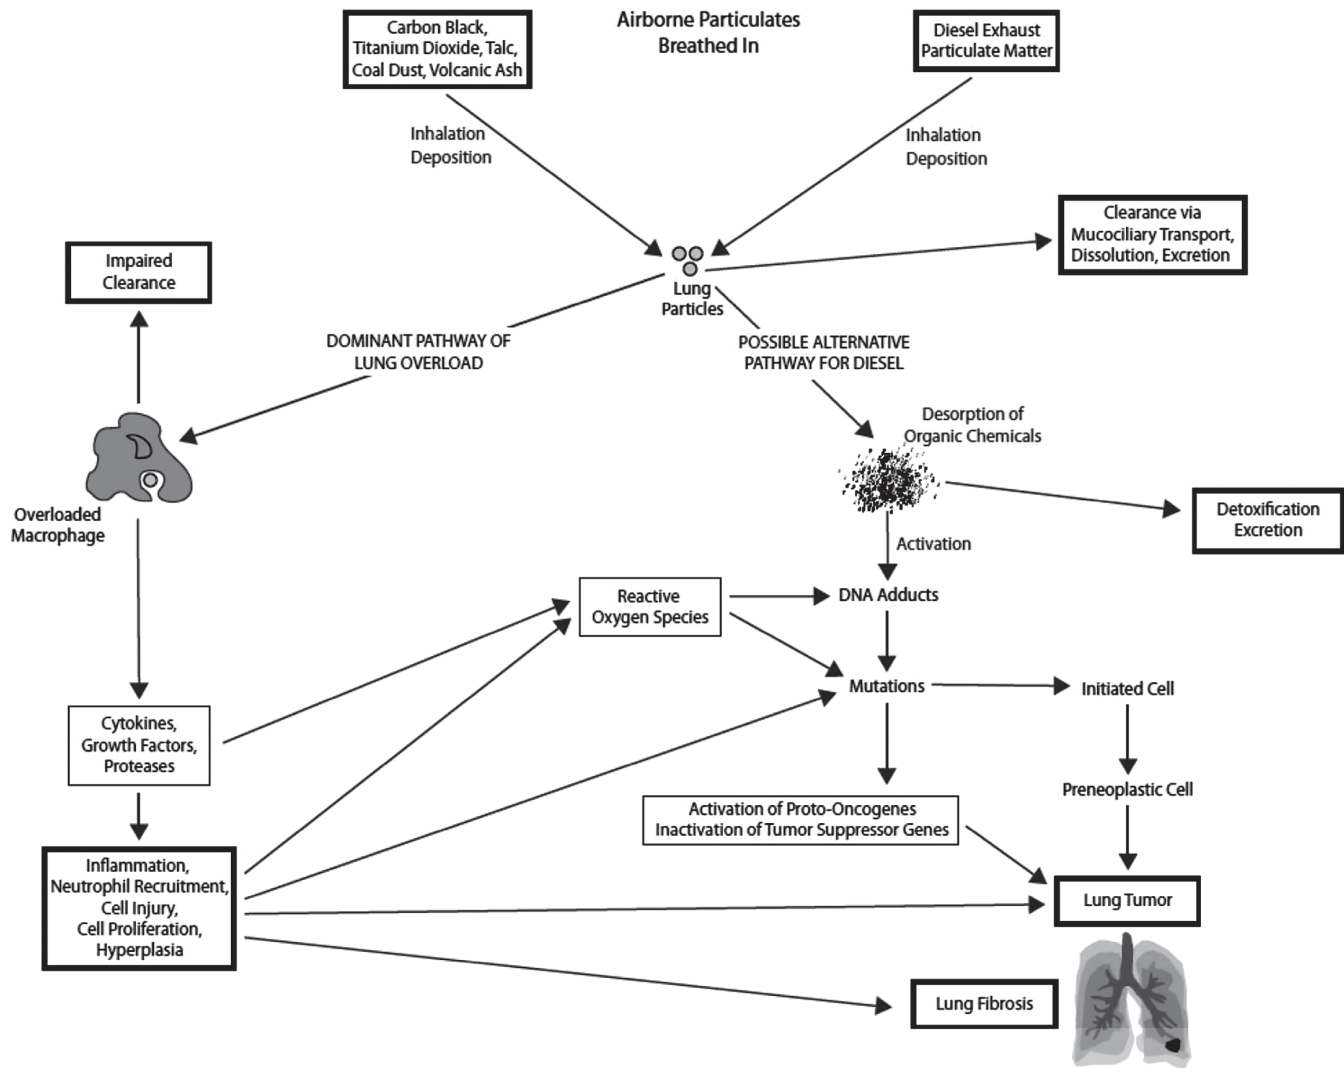 Airborne Particulates
Breathed In
Carbon Black,
Titanium Dioxide, Talc,
Coal Dust, Volcanic Ash
Diesel Exhaust
Particulate Matter
Inhalation
Deposition
Inhalation
Deposition
Clearance via
Mucociliary Transport,
Dissolution, Excretion
Impaired
Clearance
Lung
Particles
DOMINANT PATHWAY OF
LUNG OVERLOAD
POSSIBLE ALTERNATIVE
PATHWAY FOR DIESEL
Desorption of
Organic Chemicals
Overloaded
Macrophage
Detoxification
Excretion
Activation
Reactive
Oxygen Species
DNA Adducts
Mutations
Initiated Cell
Cytokines,
Growth Factors,
Proteases
Preneoplastic Cell
Activation of Proto-Oncogenes
Inactivation of Tumor Suppressor Genes
Inflammation,
Neutrophil Recruitment,
Cell Injury,
Cell Proliferation,
Hyperplasia
Lung Tumor
Lung Fibrosis